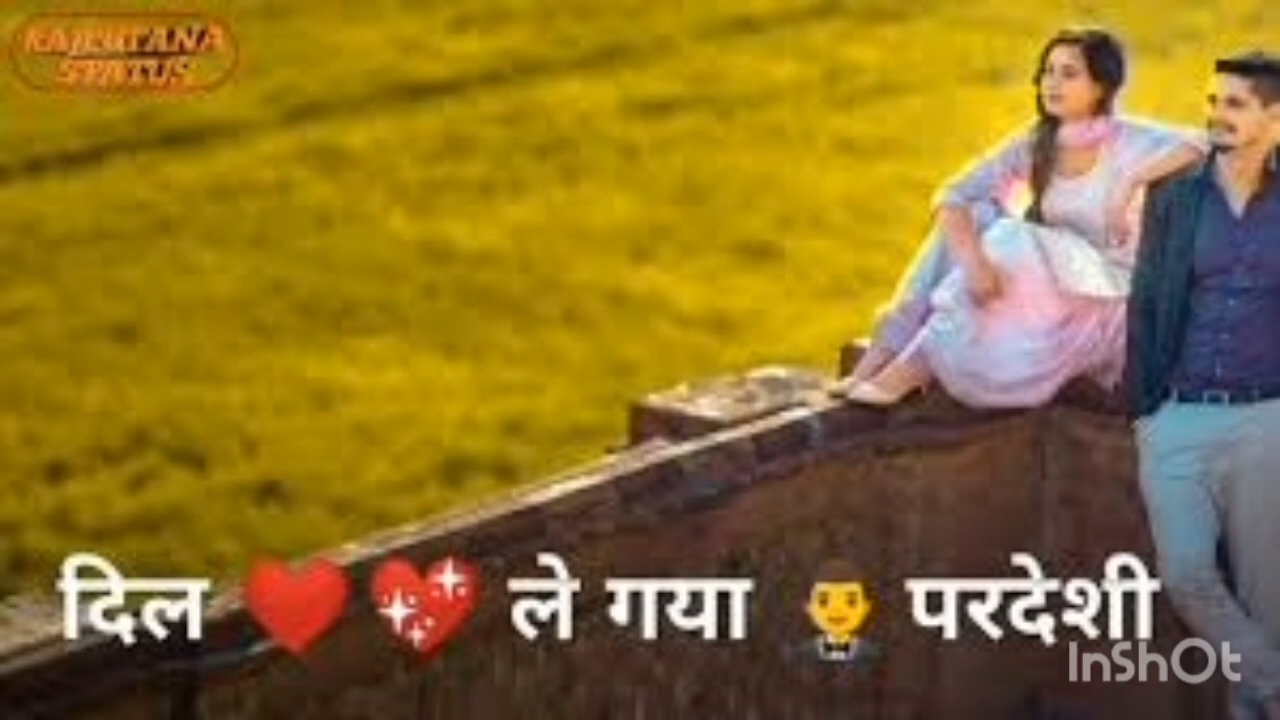 RAJPUTANA
STATUS
दिल ❤️ 💖 ले गया 🤵 परदेशी
InShOt